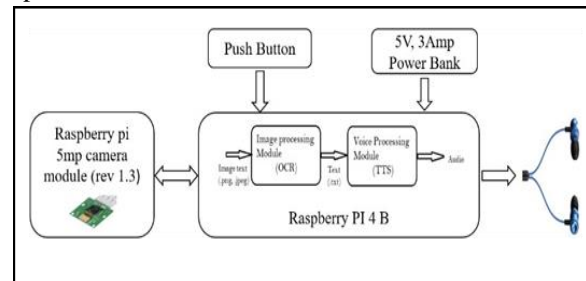 Push Button
5V, 3Amp
Power Bank
Raspberry pi
5mp camera
module (rev 1.3)
Image text
(.png, .jpeg)
Image processing
Module
(OCR)
Text
(.txt)
Voice Processing
Module
(TTS)
Audio
Raspberry PI 4 B